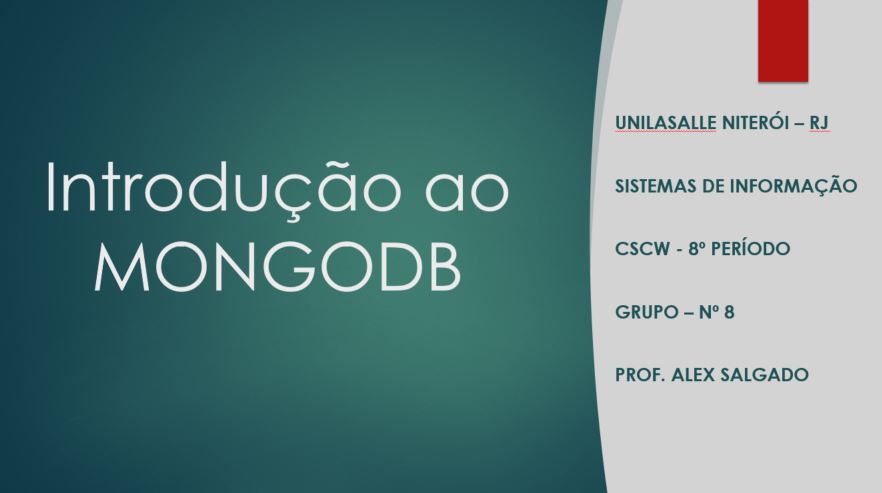 Introdução ao
MONGODB
UNILASALLE NITERÓI – RJ
SISTEMAS DE INFORMAÇÃO
CSCW - 8º PERÍODO
GRUPO – Nº 8
PROF. ALEX SALGADO